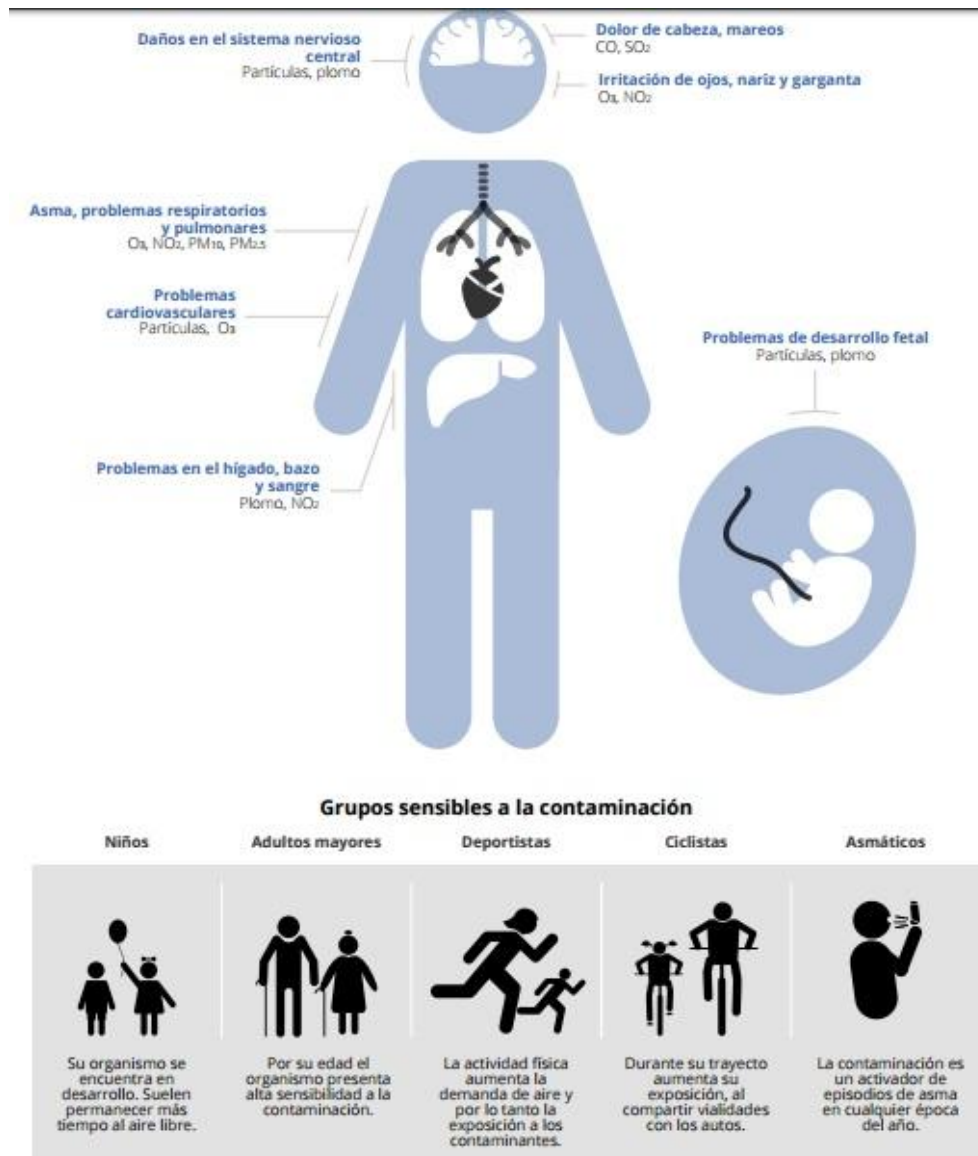 Daños en el sistema nervioso
central
Partículas, plomo
Dolor de cabeza, mareos
CO, SO₂
Irritación de ojos, nariz y garganta
O₃, NO₂
Asma, problemas respiratorios
y pulmonares
O₃, NO₂, PM₁₀, PM₂.₅
Problemas
cardiovasculares
Partículas, O₃
Problemas de desarrollo fetal
Partículas, plomo
Problemas en el hígado, bazo
y sangre
Plomo, NO₂
Grupos sensibles a la contaminación
Niños
Adultos mayores
Deportistas
Ciclistas
Asmáticos
Su organismo se
encuentra en
desarrollo. Suelen
permanecer más
tiempo al aire libre.
Por su edad el
organismo presenta
alta sensibilidad a la
contaminación.
La actividad física
aumenta la
demanda de aire y
por lo tanto la
exposición a los
contaminantes.
Durante su trayecto
aumenta su
exposición, al
compartir vialidades
con los autos.
La contaminación es
un activador de
episodios de asma
en cualquier época
del año.